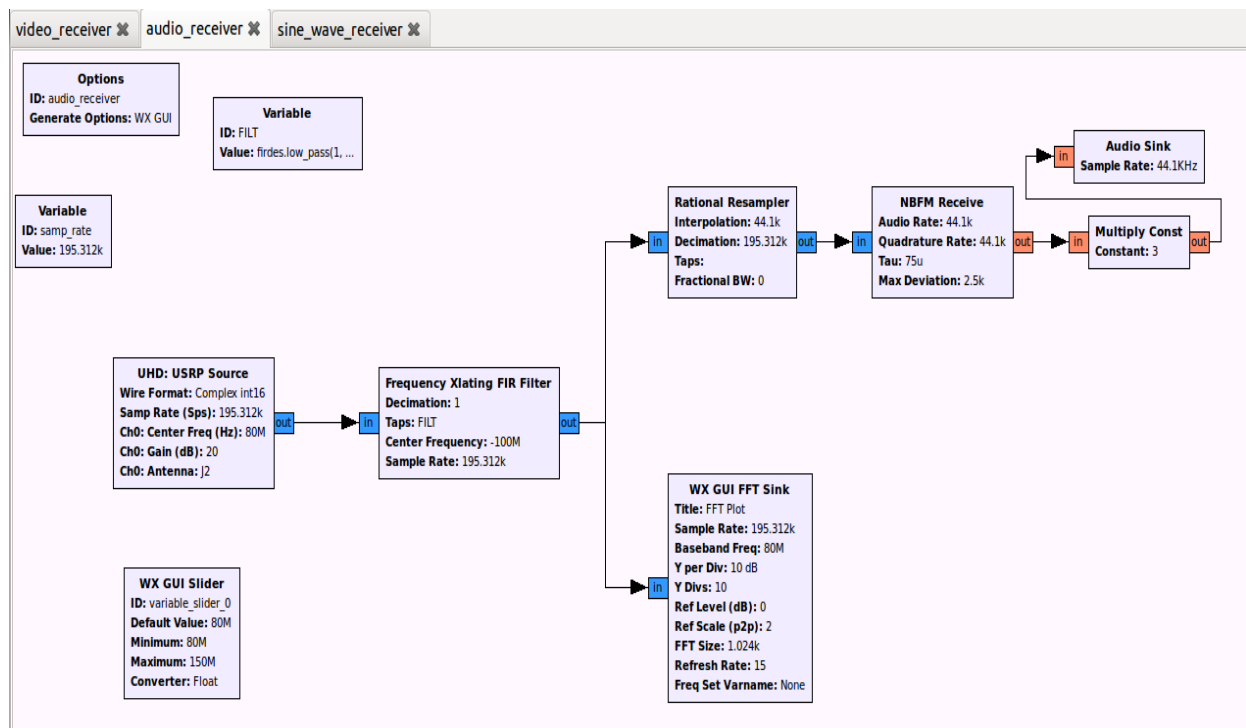 video_receiver
audio_receiver
sine_wave_receiver
Options
ID: audio_receiver
Generate Options: WX GUI
Variable
ID: FILT
Value: firdes.low_pass(1, ...
Variable
ID: samp_rate
Value: 195.312k
Audio Sink
Sample Rate: 44.1KHz
in
Rational Resampler
Interpolation: 44.1k
Decimation: 195.312k
Taps:
Fractional BW: 0
in
out
NBFM Receive
Audio Rate: 44.1k
Quadrature Rate: 44.1k
Tau: 75u
Max Deviation: 2.5k
in
out
Multiply Const
Constant: 3
in
out
UHD: USRP Source
Wire Format: Complex int16
Samp Rate (Sps): 195.312k
Ch0: Center Freq (Hz): 80M
Ch0: Gain (dB): 20
Ch0: Antenna: J2
out
Frequency Xlating FIR Filter
Decimation: 1
Taps: FILT
Center Frequency: -100M
Sample Rate: 195.312k
in
out
WX GUI FFT Sink
Title: FFT Plot
Sample Rate: 195.312k
Baseband Freq: 80M
Y per Div: 10 dB
Y Divs: 10
Ref Level (dB): 0
Ref Scale (p2p): 2
FFT Size: 1.024k
Refresh Rate: 15
Freq Set Varname: None
in
WX GUI Slider
ID: variable_slider_0
Default Value: 80M
Minimum: 80M
Maximum: 150M
Converter: Float